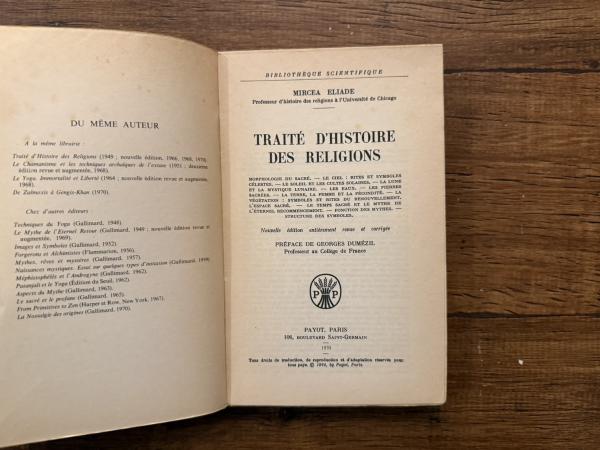 DU MÊME AUTEUR
A la même librairie :
Traité d'Histoire des Religions (1949 ; nouvelle édition, 1966, 1968, 1970).
Le Chamanisme et les techniques archaïques de l'extase (1951 ; deuxième
édition revue et augmentée, 1968).
Le Yoga. Immortalité et Liberté (1964 ; nouvelle édition revue et augmentée,
1968).
De Zalmoxis à Gengis-Khan (1970).
Chez d'autres éditeurs :
Techniques du Yoga (Gallimard, 1948).
Le Mythe de l'Eternel Retour (Gallimard, 1949 ; nouvelle édition revue et
augmentée, 1969).
Images et Symboles (Gallimard, 1952).
Forgerons et Alchimistes (Flammarion, 1956).
Mythes, rêves et mystères (Gallimard, 1957).
Naissances mystiques. Essai sur quelques types d'initiation (Gallimard, 1959).
Méphistophélès et l'Androgyne (Gallimard, 1962).
Patanjali et le Yoga (Édition du Seuil, 1962).
Aspects du Mythe (Gallimard, 1963).
Le sacré et le profane (Gallimard, 1965).
From Primitives to Zen (Harper et Row, New York, 1967).
La Nostalgie des origines (Gallimard, 1970).
BIBLIOTHÈQUE SCIENTIFIQUE
MIRCEA ELIADE
Professeur d'histoire des religions à l'Université de Chicago
TRAITÉ D'HISTOIRE
DES RELIGIONS
MORPHOLOGIE DU SACRÉ. — LE CIEL : RITES ET SYMBOLES
CÉLESTES. — LE SOLEIL ET LES CULTES SOLAIRES. — LA LUNE
ET LA MYSTIQUE LUNAIRE. — LES EAUX. — LES PIERRES
SACRÉES. — LA TERRE, LA FEMME ET LA FÉCONDITÉ. — LA
VÉGÉTATION : SYMBOLES ET RITES DU RENOUVELLEMENT.
L'ESPACE SACRÉ. — LE TEMPS SACRÉ ET LE MYTHE DE
L'ÉTERNEL RECOMMENCEMENT. — FONCTION DES MYTHES. —
STRUCTURE DES SYMBOLES.
Nouvelle édition entièrement revue et corrigée
PRÉFACE DE GEORGES DUMÉZIL
Professeur au Collège de France
P P
PAYOT, PARIS
106, BOULEVARD SAINT-GERMAIN
Tous droits de traduction, de reproduction et d'adaptation réservés pour
tous pays. © by Payot, Paris.